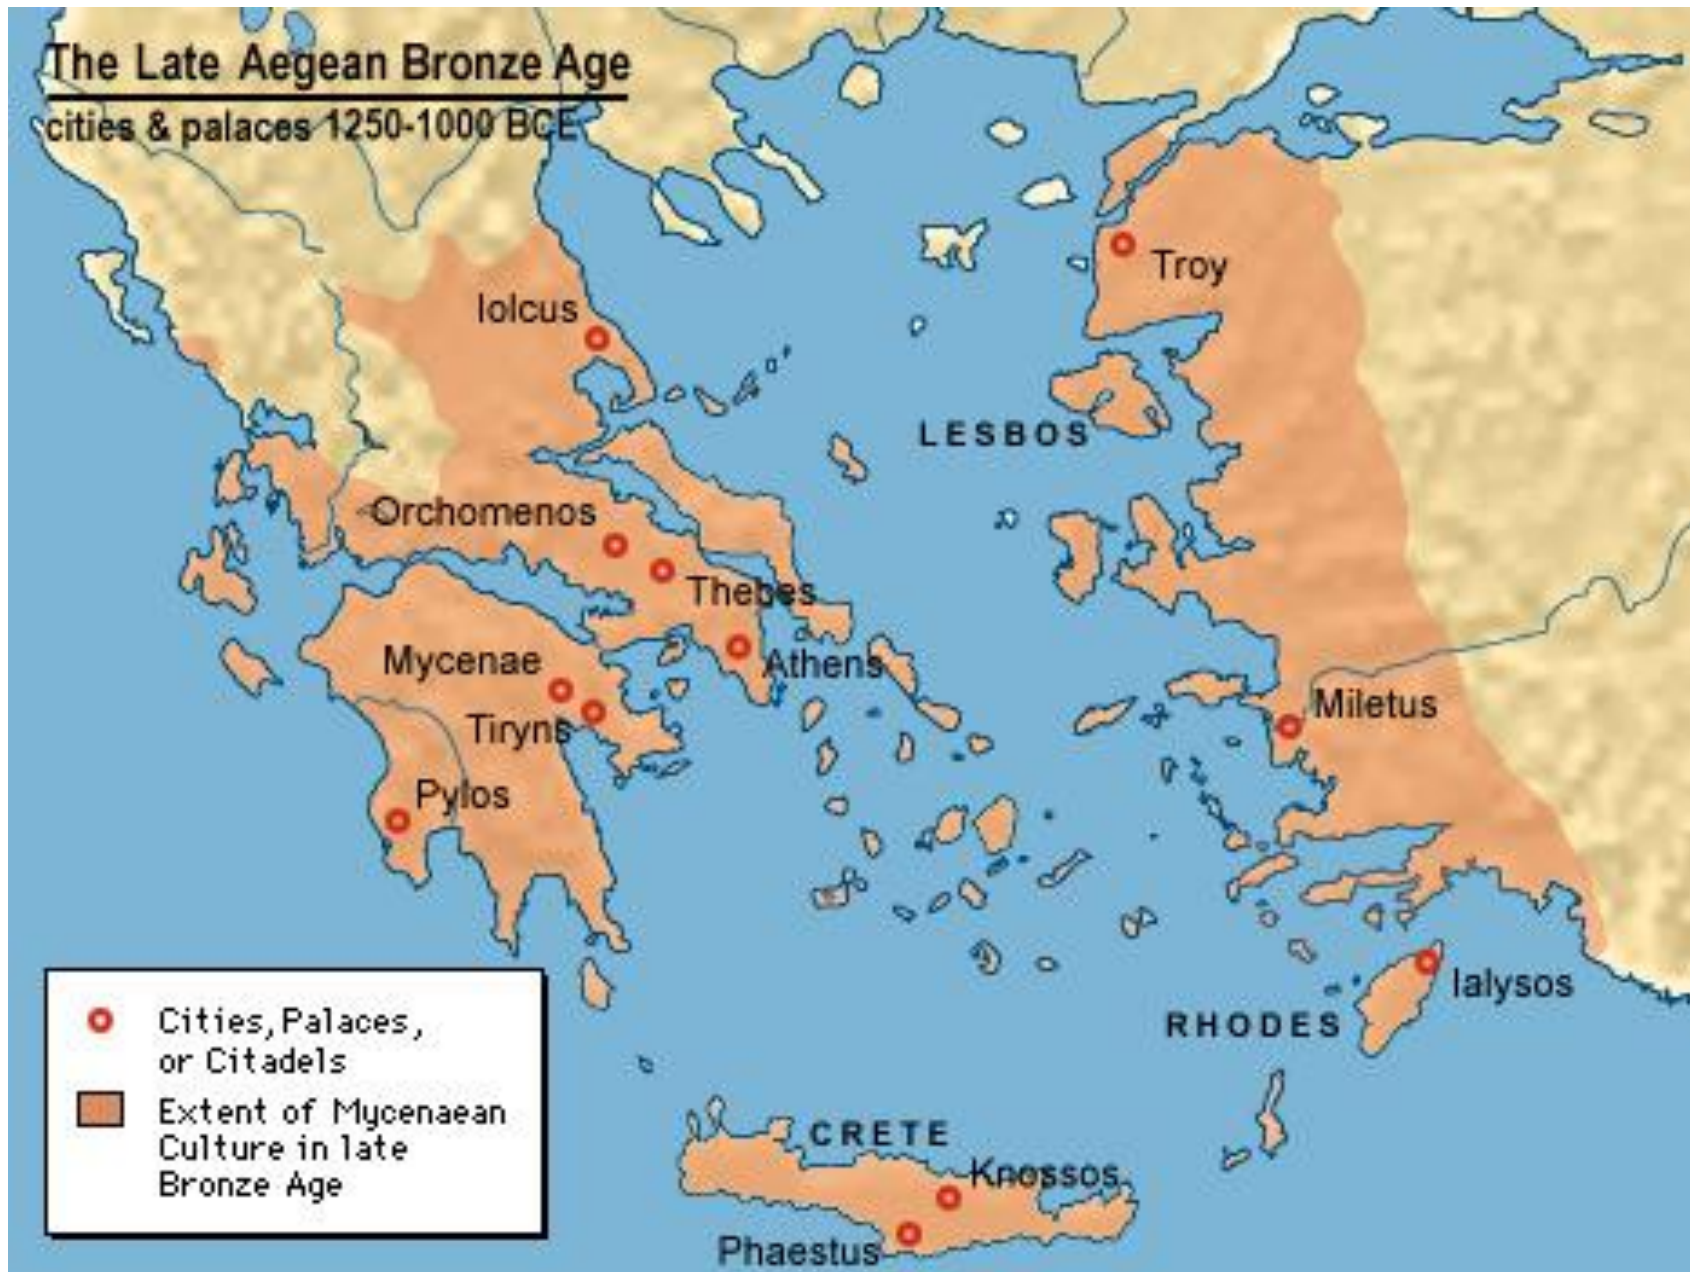 The Late Aegean Bronze Age
cities & palaces 1250-1000 BCE
Troy
Iolcus
LESBOS
Orchomenos
Thebes
Mycenae
Athens
Tiryns
Miletus
Pylos
Ialysos
RHODES
Cities, Palaces,
or Citadels
Extent of Mycenaean
Culture in late
Bronze Age
CRETE
Knossos
Phaestus